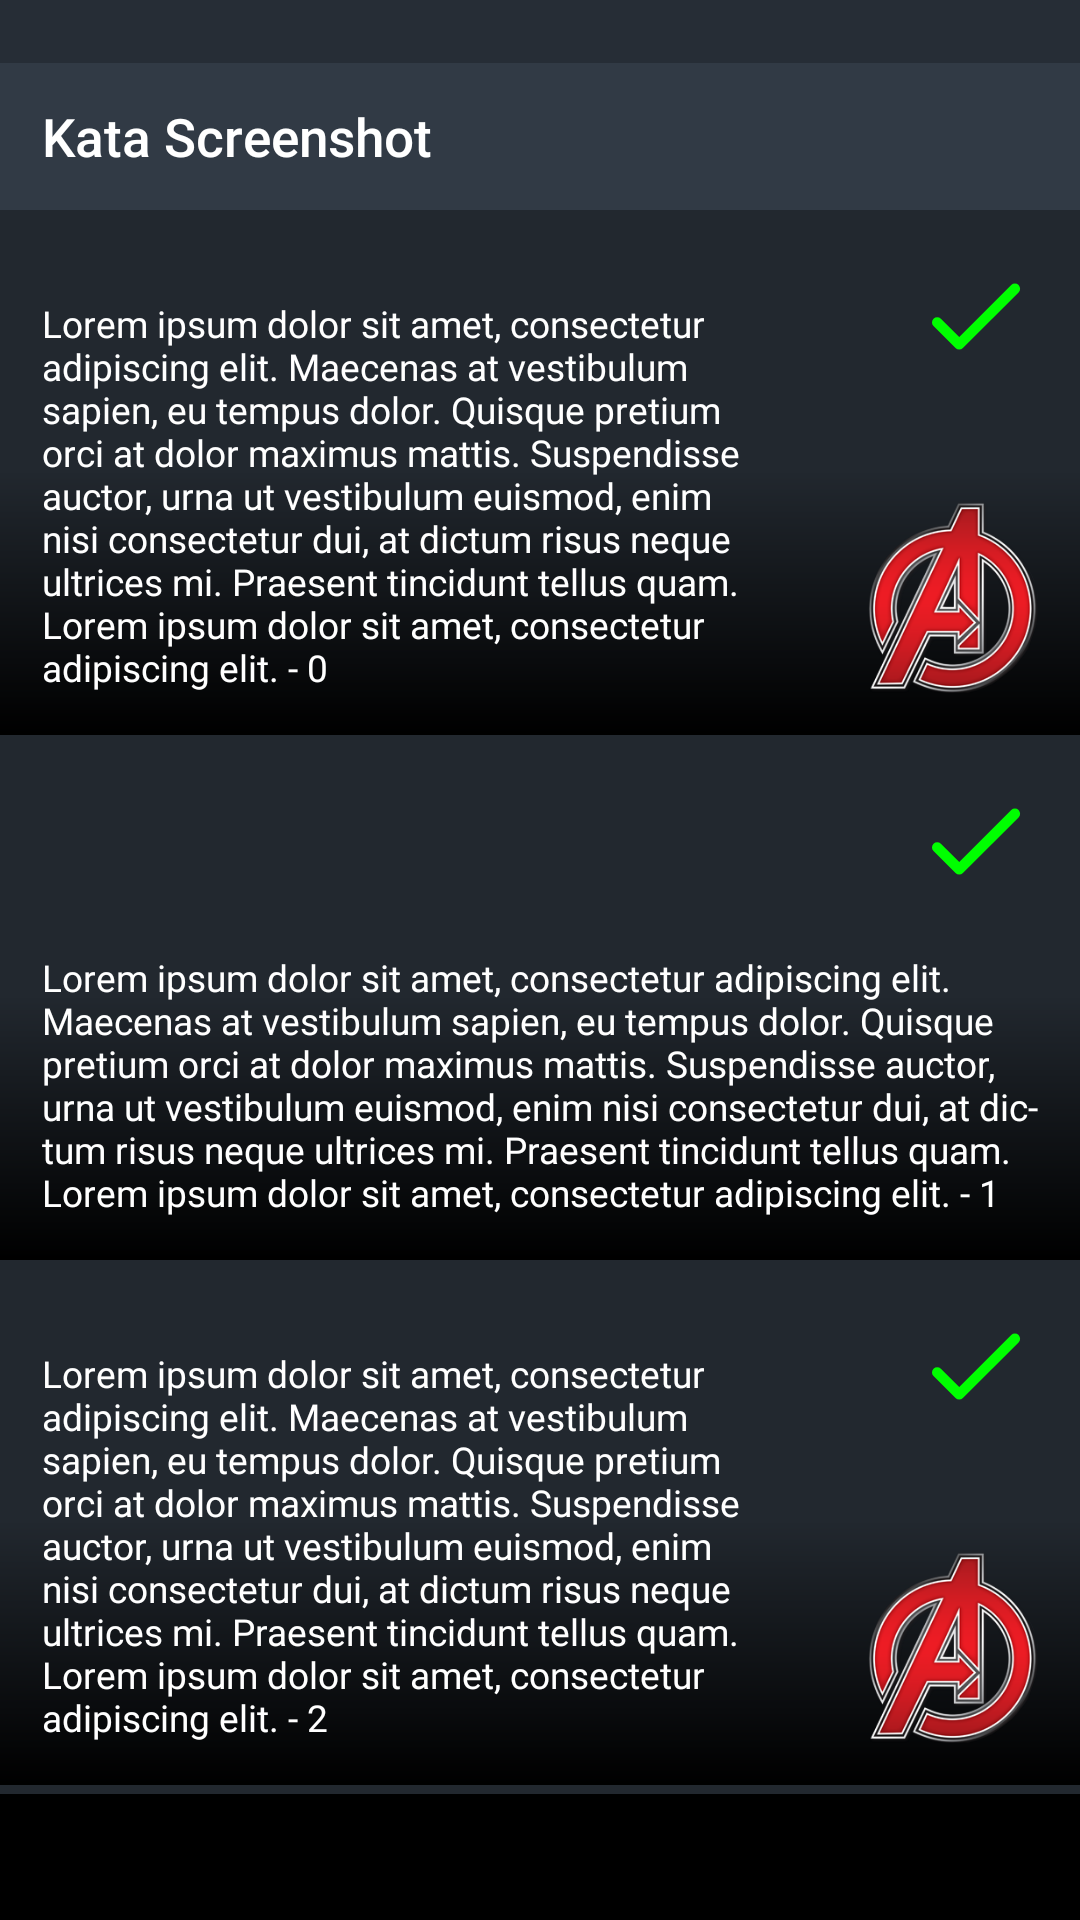 Kata Screenshot
Lorem ipsum dolor sit amet, consectetur
adipiscing elit. Maecenas at vestibulum
sapien, eu tempus dolor. Quisque pretium
orci at dolor maximus mattis. Suspendisse
auctor, urna ut vestibulum euismod, enim
nisi consectetur dui, at dictum risus neque
ultrices mi. Praesent tincidunt tellus quam.
Lorem ipsum dolor sit amet, consectetur
adipiscing elit. - 0
Lorem ipsum dolor sit amet, consectetur adipiscing elit.
Maecenas at vestibulum sapien, eu tempus dolor. Quisque
pretium orci at dolor maximus mattis. Suspendisse auctor,
urna ut vestibulum euismod, enim nisi consectetur dui, at dic-
tum risus neque ultrices mi. Praesent tincidunt tellus quam.
Lorem ipsum dolor sit amet, consectetur adipiscing elit. - 1
Lorem ipsum dolor sit amet, consectetur
adipiscing elit. Maecenas at vestibulum
sapien, eu tempus dolor. Quisque pretium
orci at dolor maximus mattis. Suspendisse
auctor, urna ut vestibulum euismod, enim
nisi consectetur dui, at dictum risus neque
ultrices mi. Praesent tincidunt tellus quam.
Lorem ipsum dolor sit amet, consectetur
adipiscing elit. - 2